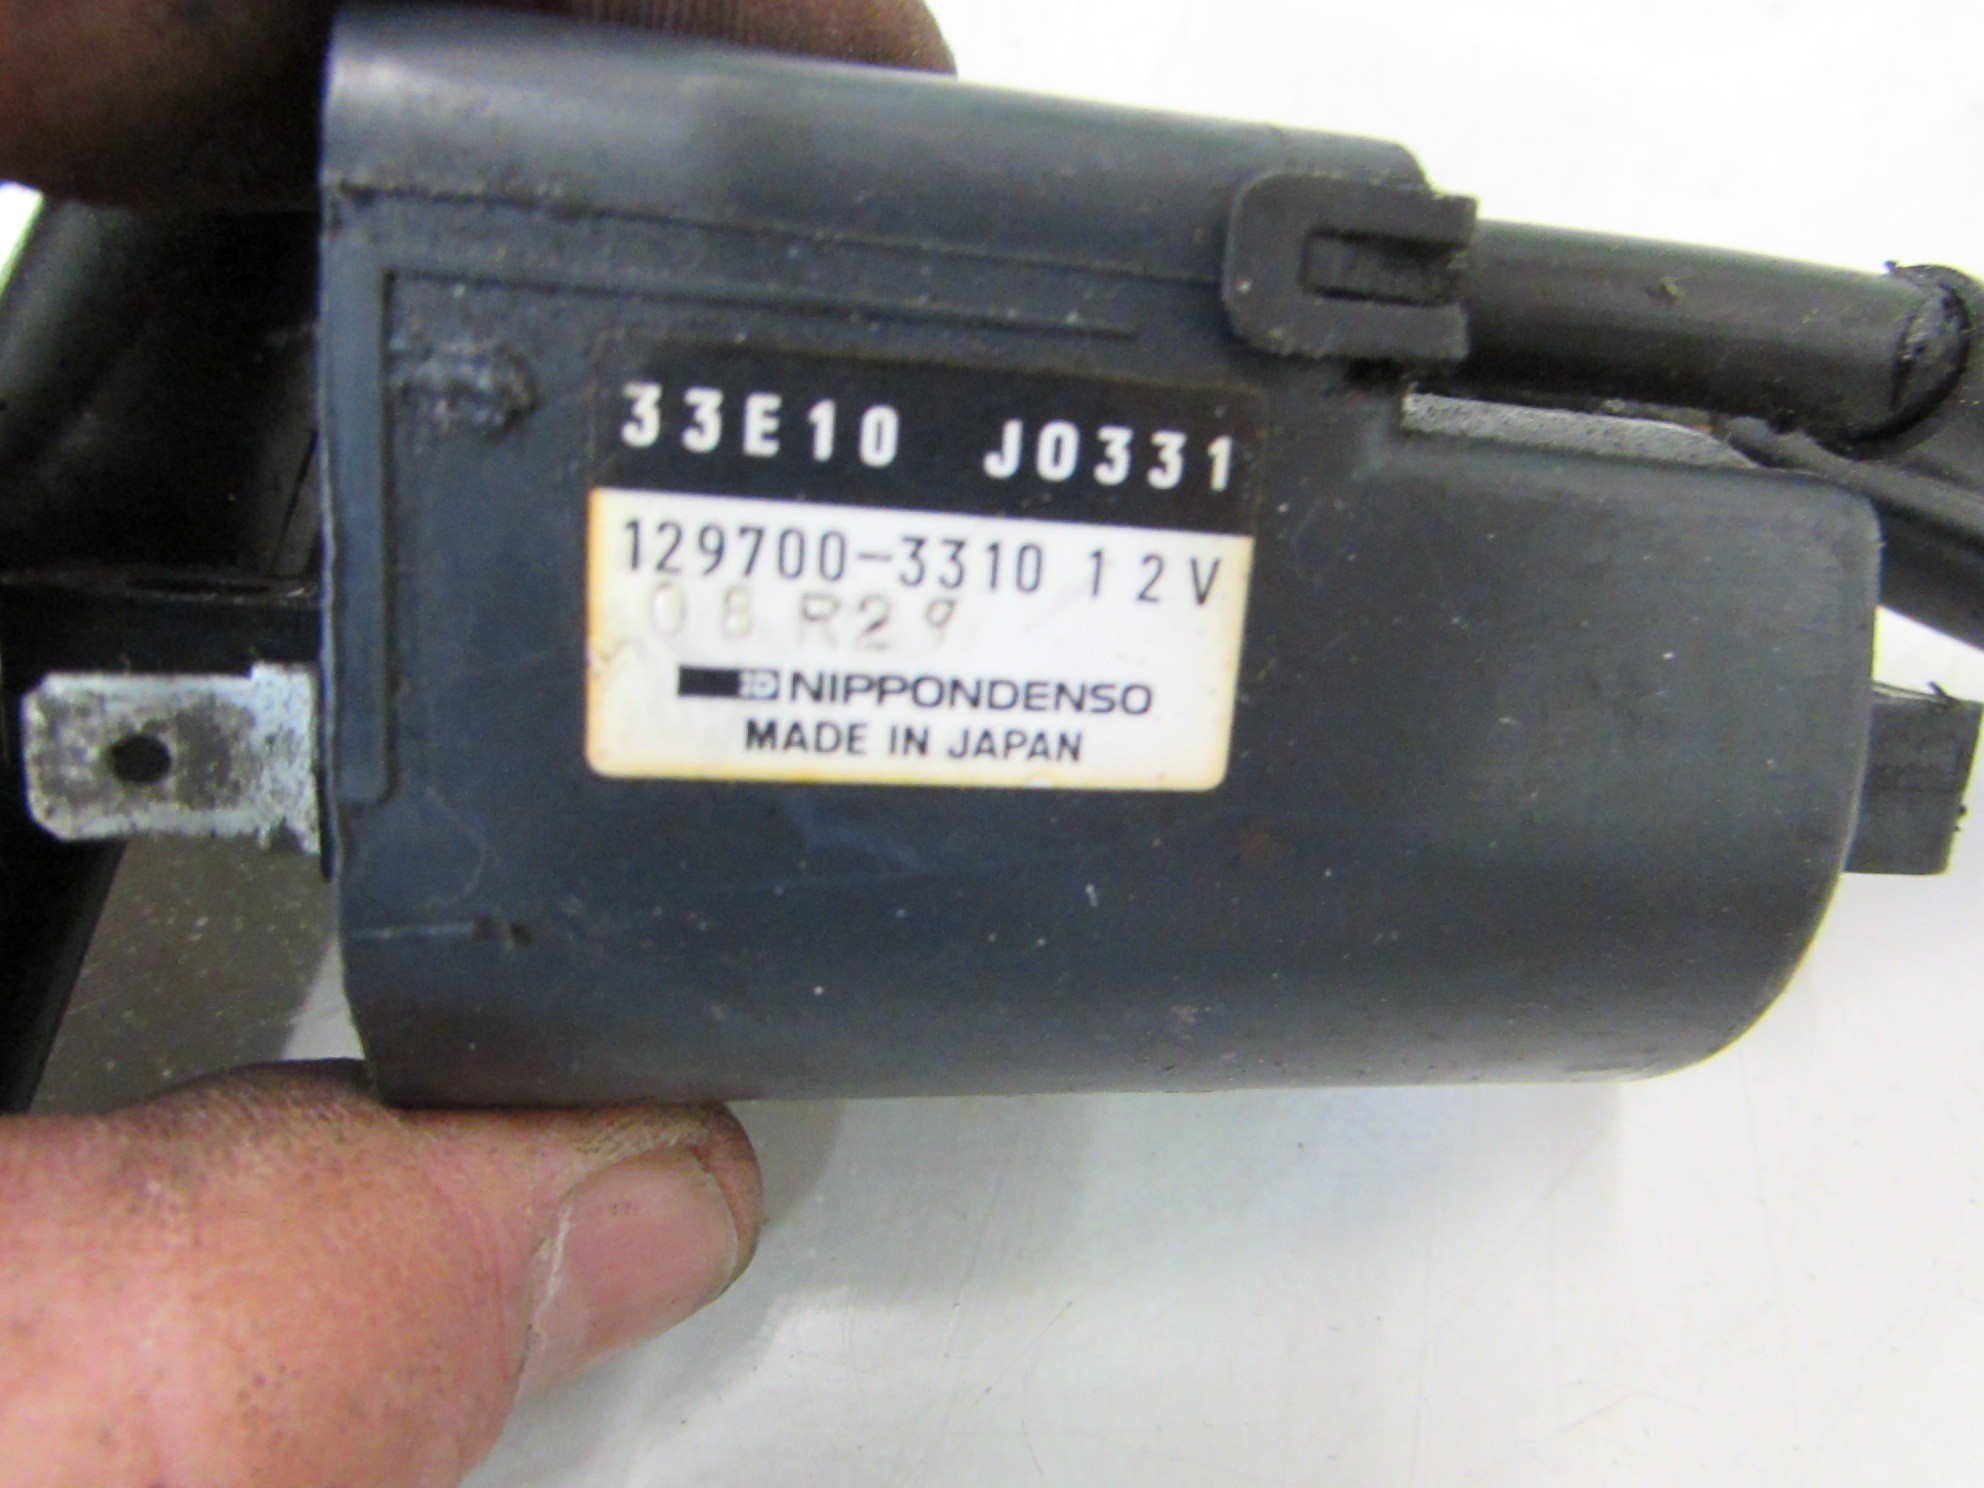 33E10 J0331
129700-3310 12V
08 R29
NIPPONDENSO
MADE IN JAPAN